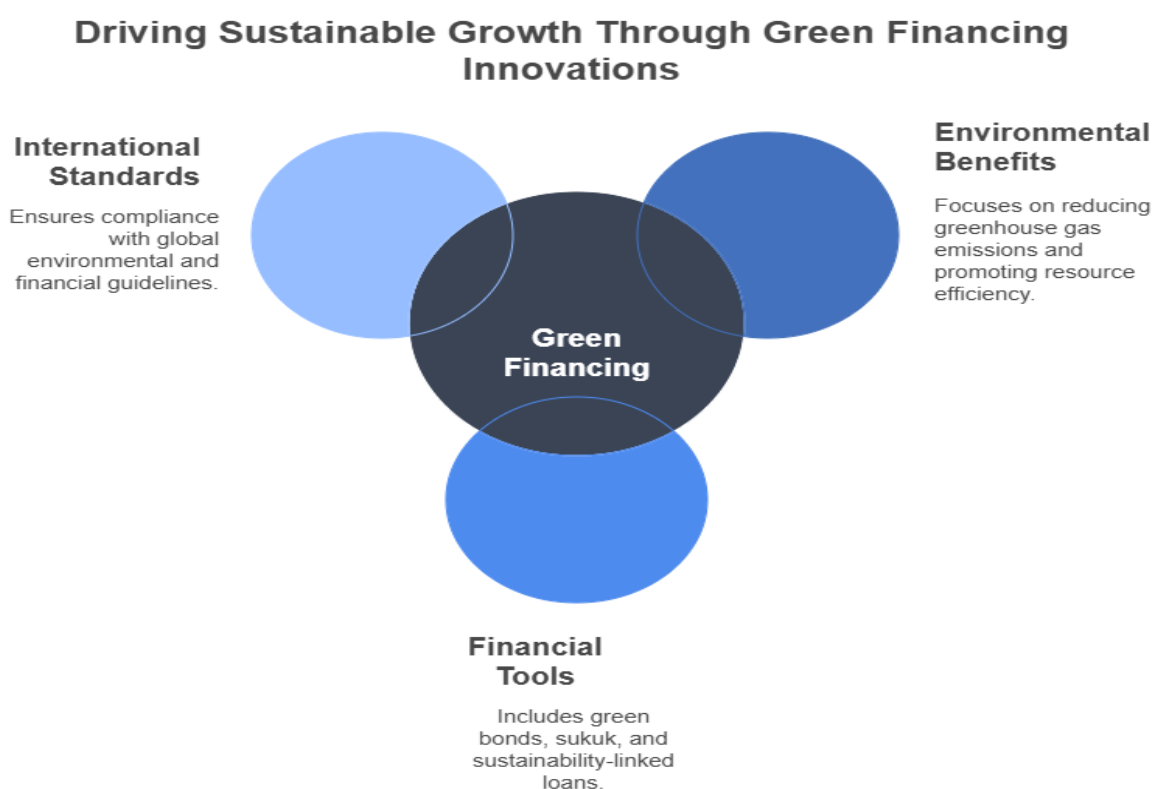 Driving Sustainable Growth Through Green Financing
Innovations
International
Standards
Ensures compliance
with global
environmental and
financial guidelines.
Environmental
Benefits
Focuses on reducing
greenhouse gas
emissions and
promoting resource
efficiency.
Green
Financing
Financial
Tools
Includes green
bonds, sukuk, and
sustainability-linked
loans.